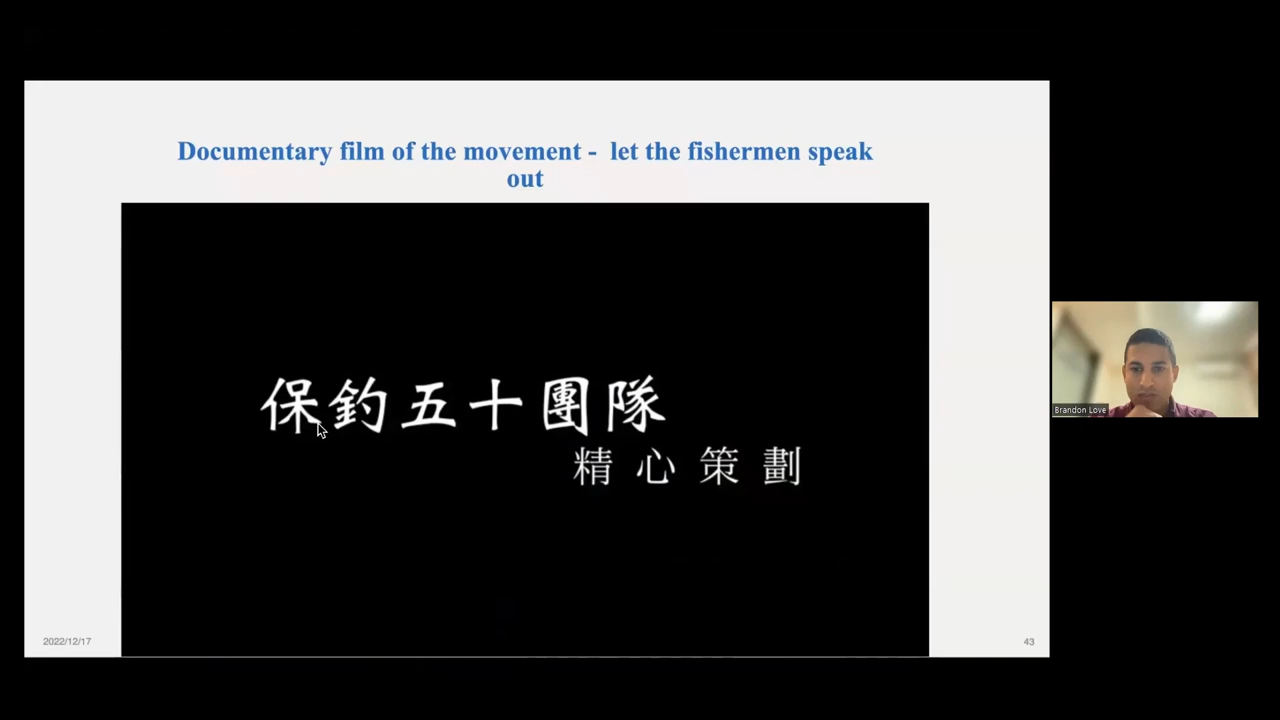 Documentary film of the movement -  let the fishermen speak
out
保釣五十團隊
精心策劃
Brandon Love
2022/12/17
43